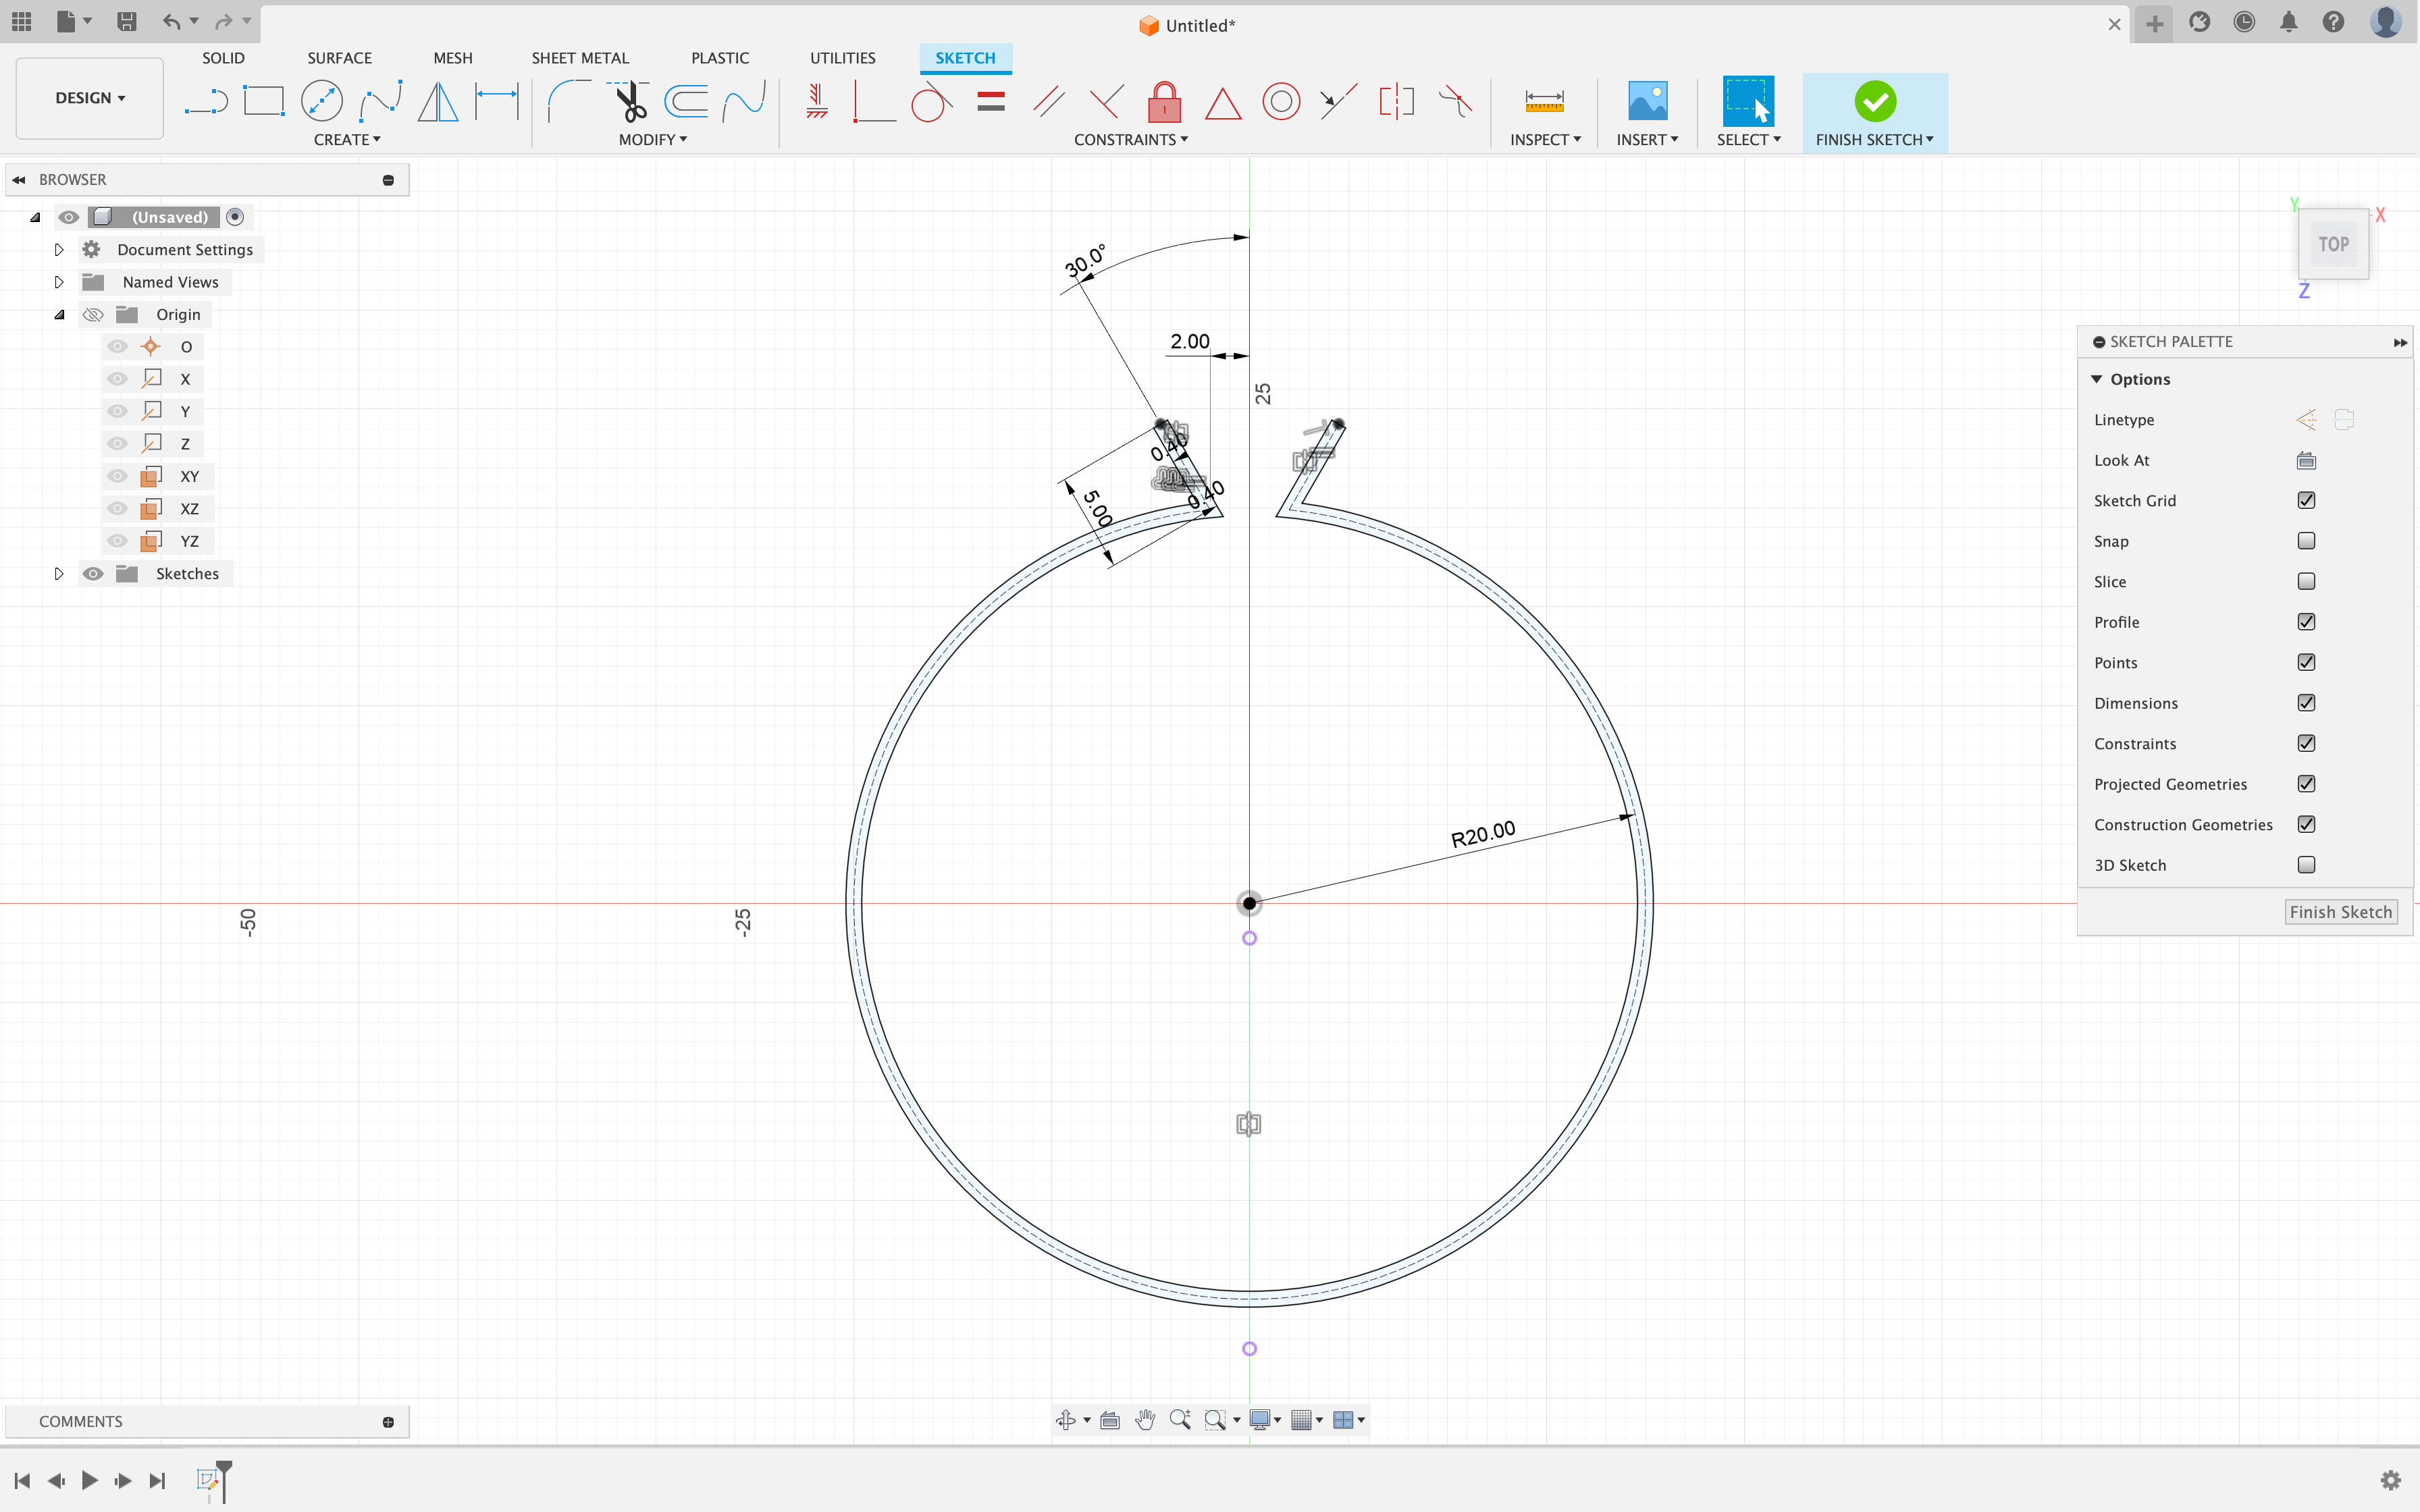 Untitled*
SOLID SURFACE MESH SHEET METAL PLASTIC UTILITIES SKETCH
DESIGN
CREATE MODIFY CONSTRAINTS INSPECT INSERT SELECT FINISH SKETCH
BROWSER
(Unsaved)
Document Settings
Named Views
Origin
O
X
Y
Z
XY
XZ
YZ
Sketches
Y
X
TOP
Z
30.0°
2.00
25
0.40
0.40
5.00
R20.00
-50
-25
SKETCH PALETTE
Options
Linetype
Look At
Sketch Grid
Snap
Slice
Profile
Points
Dimensions
Constraints
Projected Geometries
Construction Geometries
3D Sketch
Finish Sketch
COMMENTS